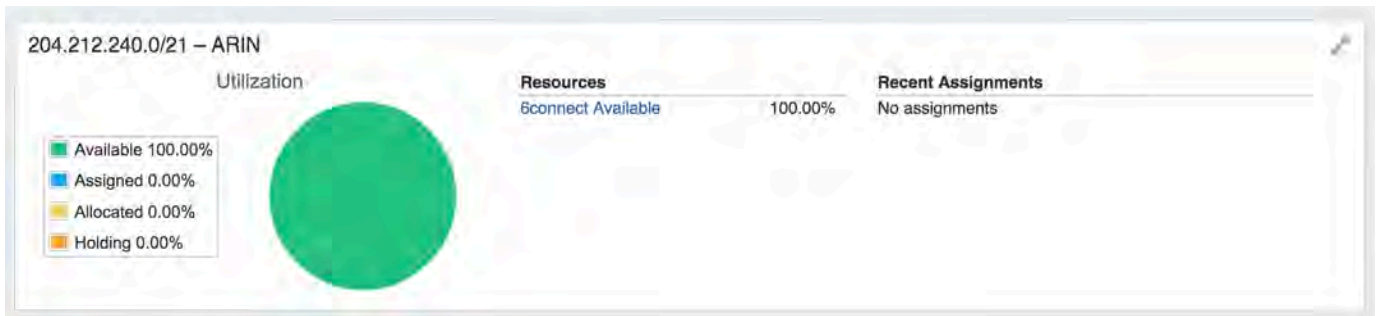 204.212.240.0/21 – ARIN
Utilization
Available 100.00%
Assigned 0.00%
Allocated 0.00%
Holding 0.00%
Resources
6connect Available 100.00%
Recent Assignments
No assignments